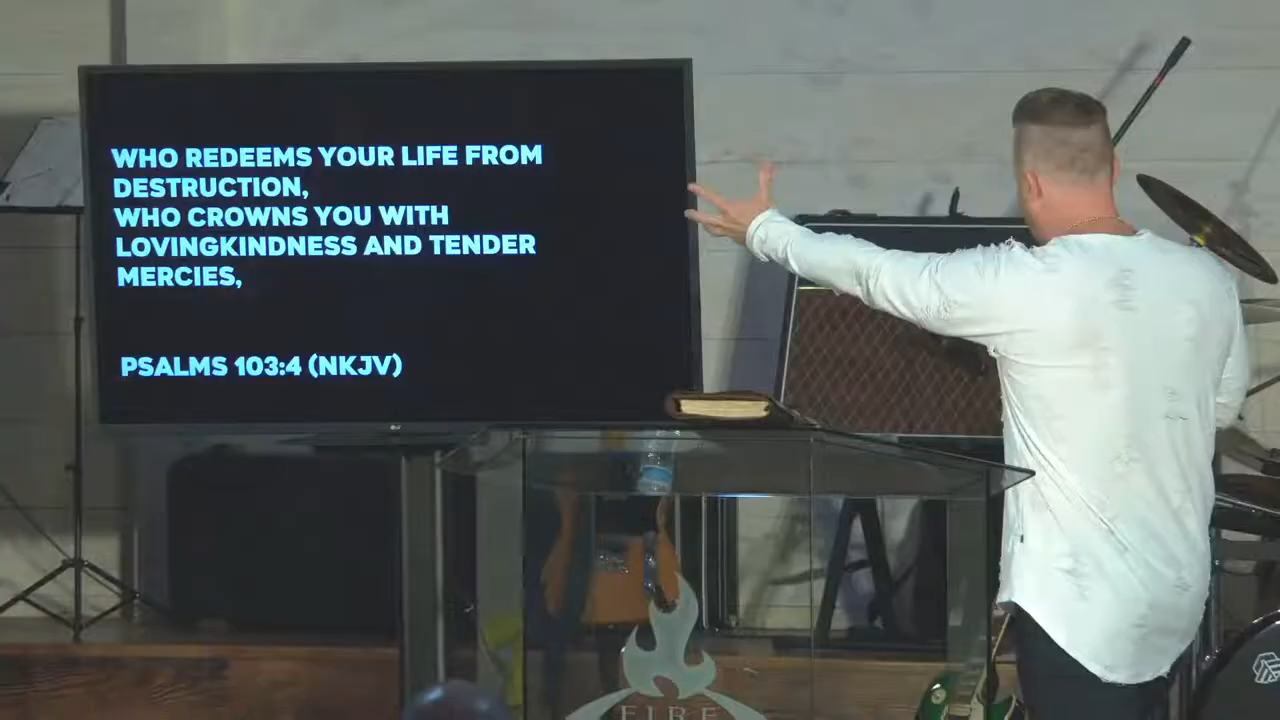 WHO REDEEMS YOUR LIFE FROM
DESTRUCTION,
WHO CROWNS YOU WITH
LOVINGKINDNESS AND TENDER
MERCIES,
PSALMS 103:4 (NKJV)
FIRE